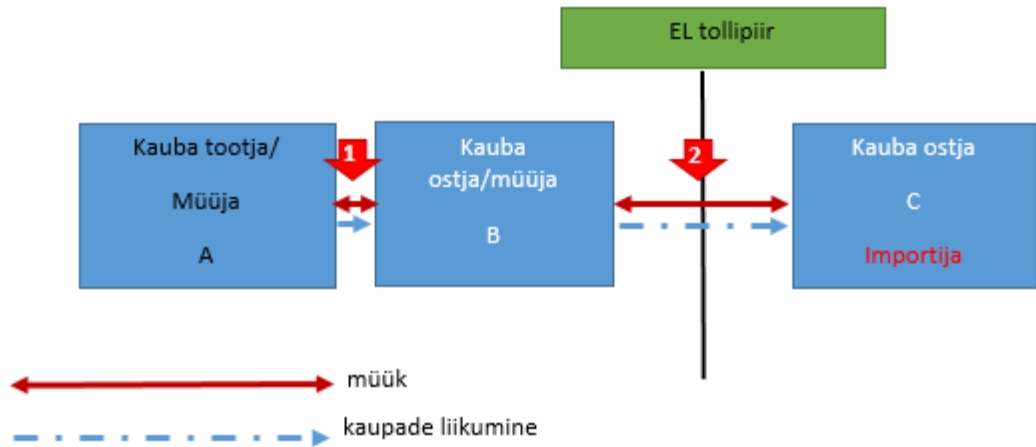 EL tollipiir
Kauba tootja/
Müüja
A
1
Kauba
ostja/müüja
B
2
Kauba ostja
C
Importija
müük
kaupade liikumine